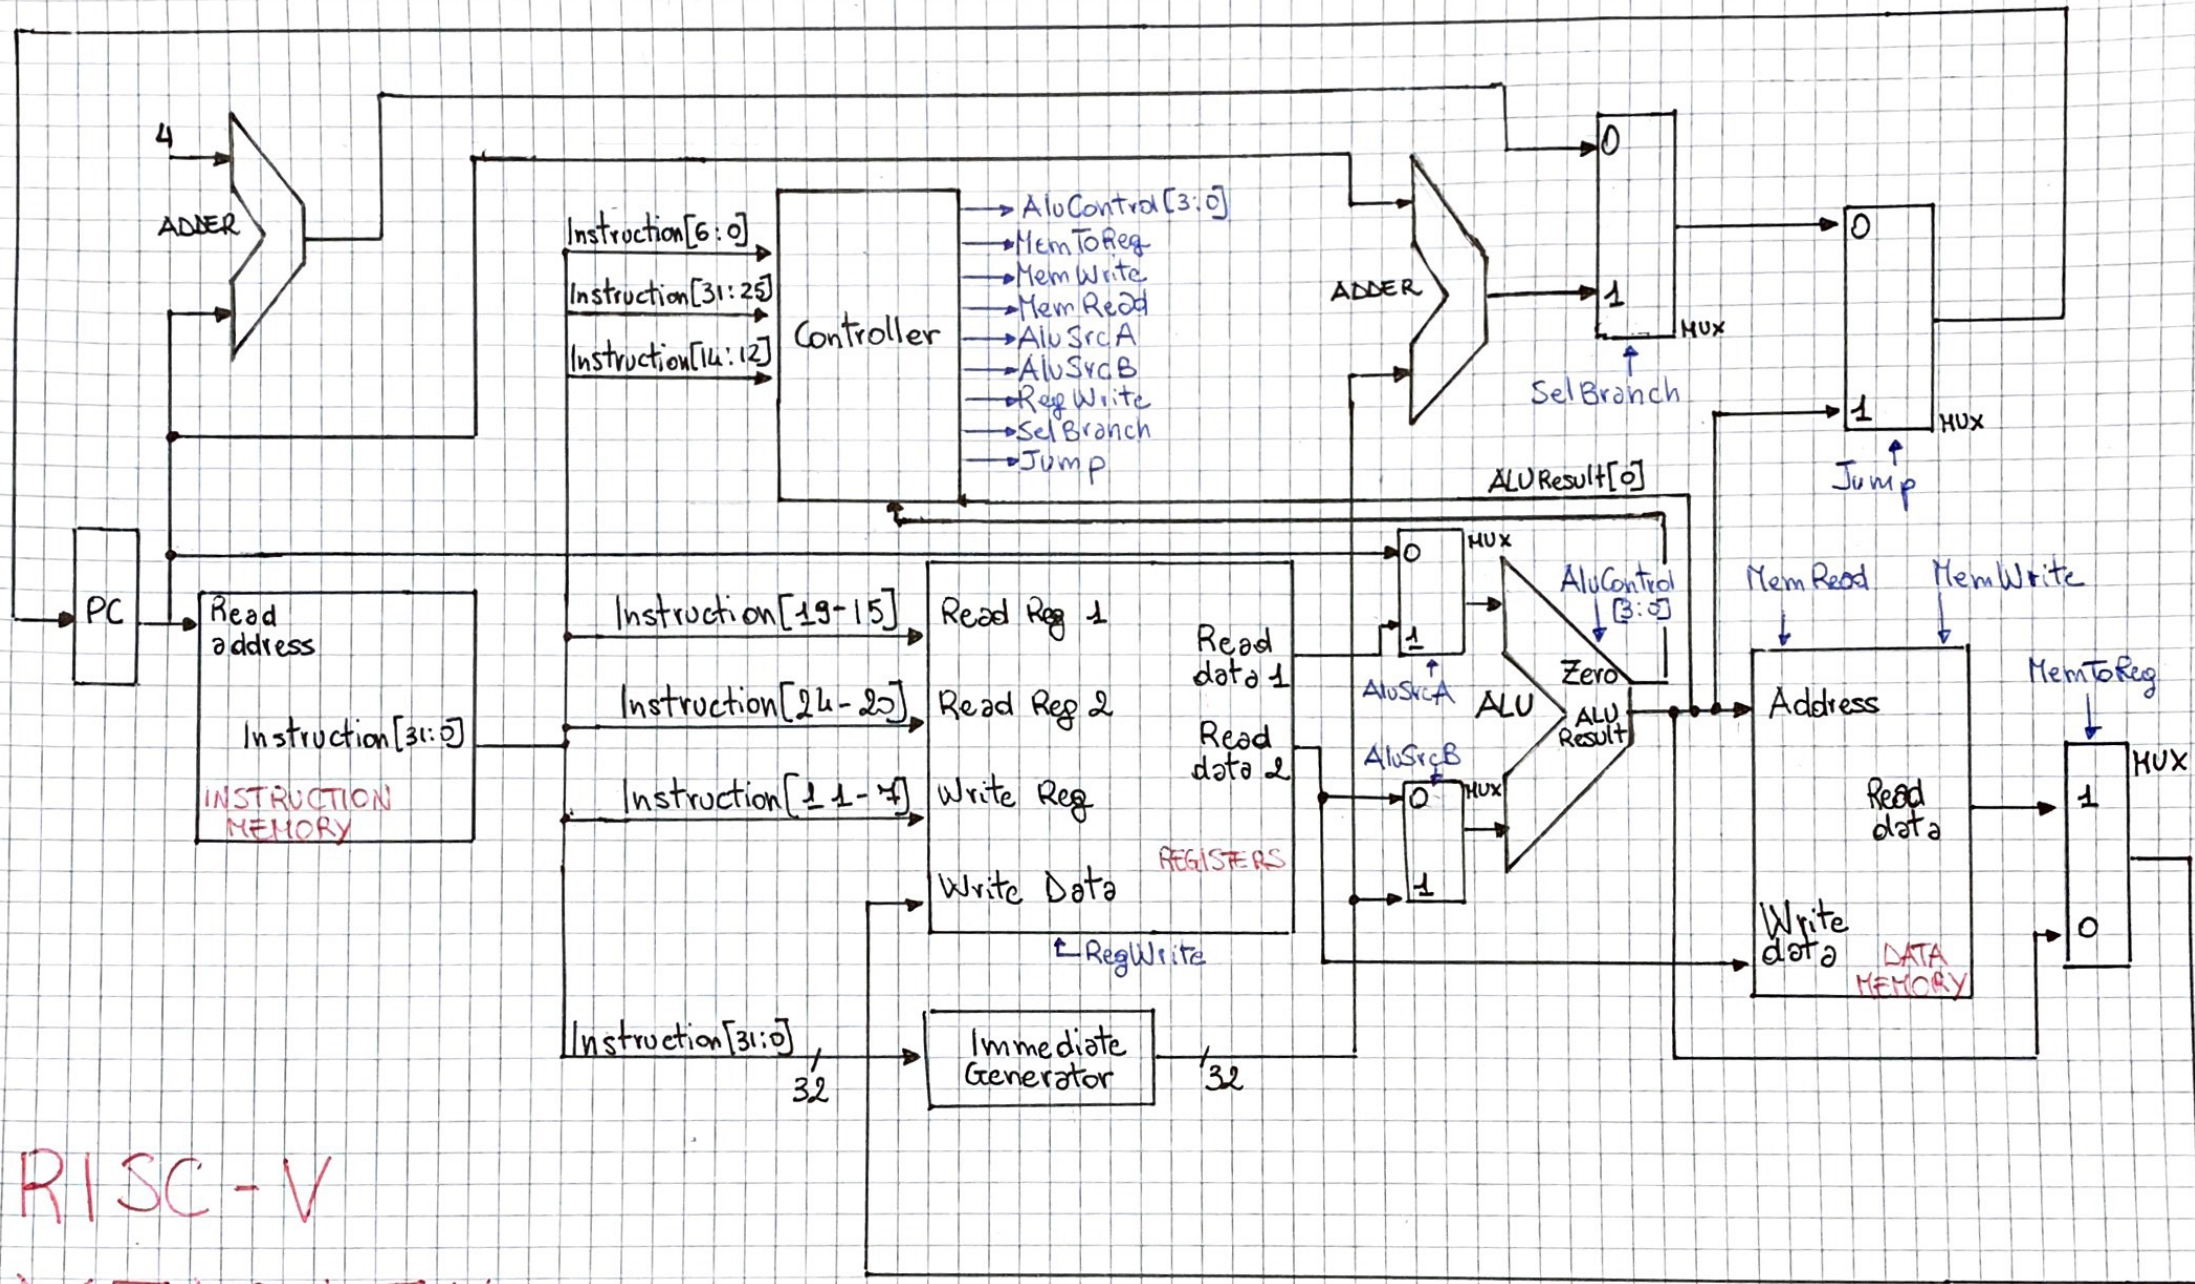 4
ADDER
Instruction[6:0]
Instruction[31:25]
Instruction[14:12]
Controller
AluControl[3:0]
MemToReg
MemWrite
MemRead
AluSrcA
AluSrcB
RegWrite
SelBranch
Jump
ADDER
0
1
MUX
SelBranch
0
1
MUX
Jump
ALUResult[0]
PC
Read
address
Instruction[31:0]
INSTRUCTION
MEMORY
Instruction[19-15]
Instruction[24-20]
Instruction[11-7]
Read Reg 1
Read Reg 2
Write Reg
Write Data
Read
data 1
Read
data 2
REGISTERS
RegWrite
0
1
MUX
AluSrcA
AluSrcB
0
1
MUX
ALU
Zero
ALU
Result
AluControl
[3:0]
MemRead
MemWrite
Address
Read
data
Write
data
DATA
MEMORY
MemToReg
MUX
1
0
Instruction[31:0]
32
Immediate
Generator
32
RISC-V